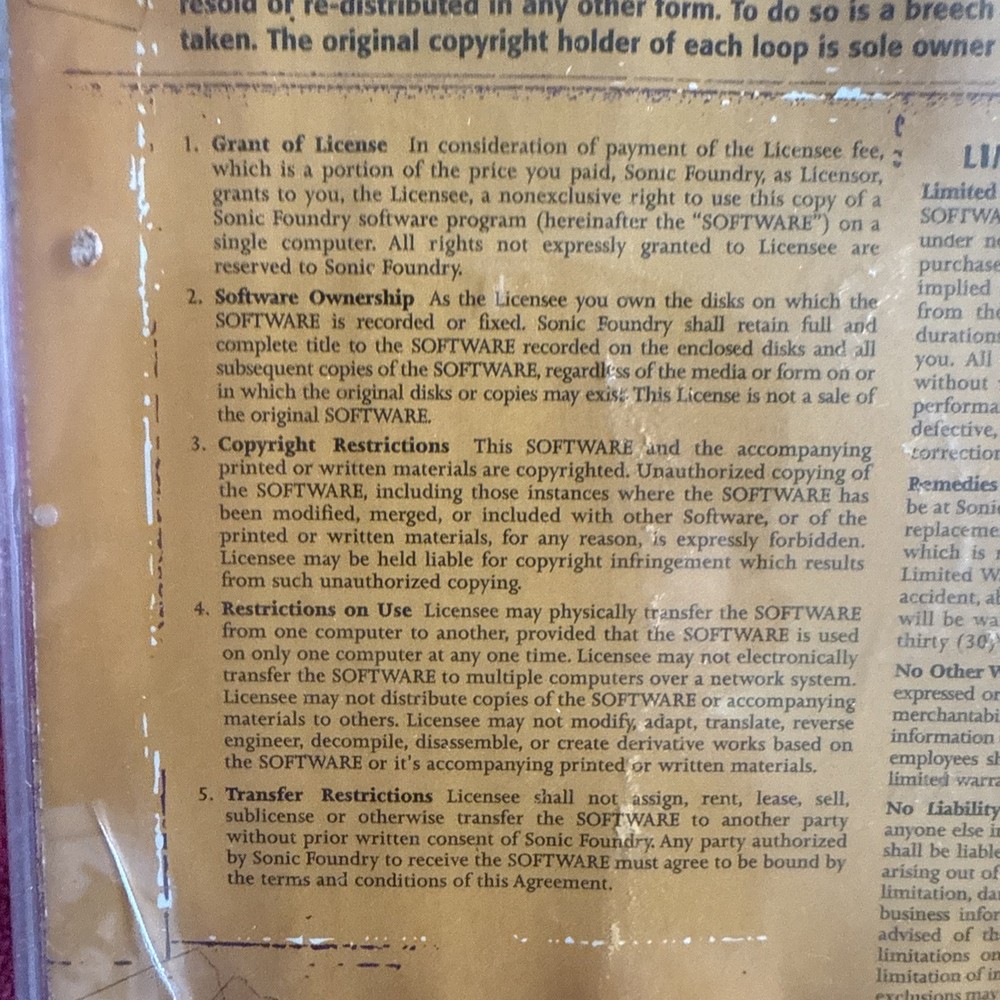 resold or re-distributed in any other form. To do so is a breech
taken. The original copyright holder of each loop is sole owner
1. Grant of License In consideration of payment of the Licensee fee,
which is a portion of the price you paid, Sonic Foundry, as Licensor,
grants to you, the Licensee, a nonexclusive right to use this copy of a
Sonic Foundry software program (hereinafter the “SOFTWARE”) on a
single computer. All rights not expressly granted to Licensee are
reserved to Sonic Foundry.
2. Software Ownership As the Licensee you own the disks on which the
SOFTWARE is recorded or fixed. Sonic Foundry shall retain full and
complete title to the SOFTWARE recorded on the enclosed disks and all
subsequent copies of the SOFTWARE, regardless of the media or form on or
in which the original disks or copies may exist. This License is not a sale of
the original SOFTWARE.
3. Copyright Restrictions This SOFTWARE and the accompanying
printed or written materials are copyrighted. Unauthorized copying of
the SOFTWARE, including those instances where the SOFTWARE has
been modified, merged, or included with other Software, or of the
printed or written materials, for any reason, is expressly forbidden.
Licensee may be held liable for copyright infringement which results
from such unauthorized copying.
4. Restrictions on Use Licensee may physically transfer the SOFTWARE
from one computer to another, provided that the SOFTWARE is used
on only one computer at any one time. Licensee may not electronically
transfer the SOFTWARE to multiple computers over a network system.
Licensee may not distribute copies of the SOFTWARE or accompanying
materials to others. Licensee may not modify, adapt, translate, reverse
engineer, decompile, disassemble, or create derivative works based on
the SOFTWARE or it's accompanying printed or written materials.
5. Transfer Restrictions Licensee shall not assign, rent, lease, sell,
sublicense or otherwise transfer the SOFTWARE to another party
without prior written consent of Sonic Foundry. Any party authorized
by Sonic Foundry to receive the SOFTWARE must agree to be bound by
the terms and conditions of this Agreement.
Limited
under
purchase
implied
from the
durations
you. All
without
defective,
correction
Remedies
be at
which is
Limited
accident,
will be
thirty (30)
No Other
expressed or
information
employees
limited
No Liability
anyone else
shall be liable
arising out of
limitation,
business
advised of
limitations on
limitation of
exclusions may